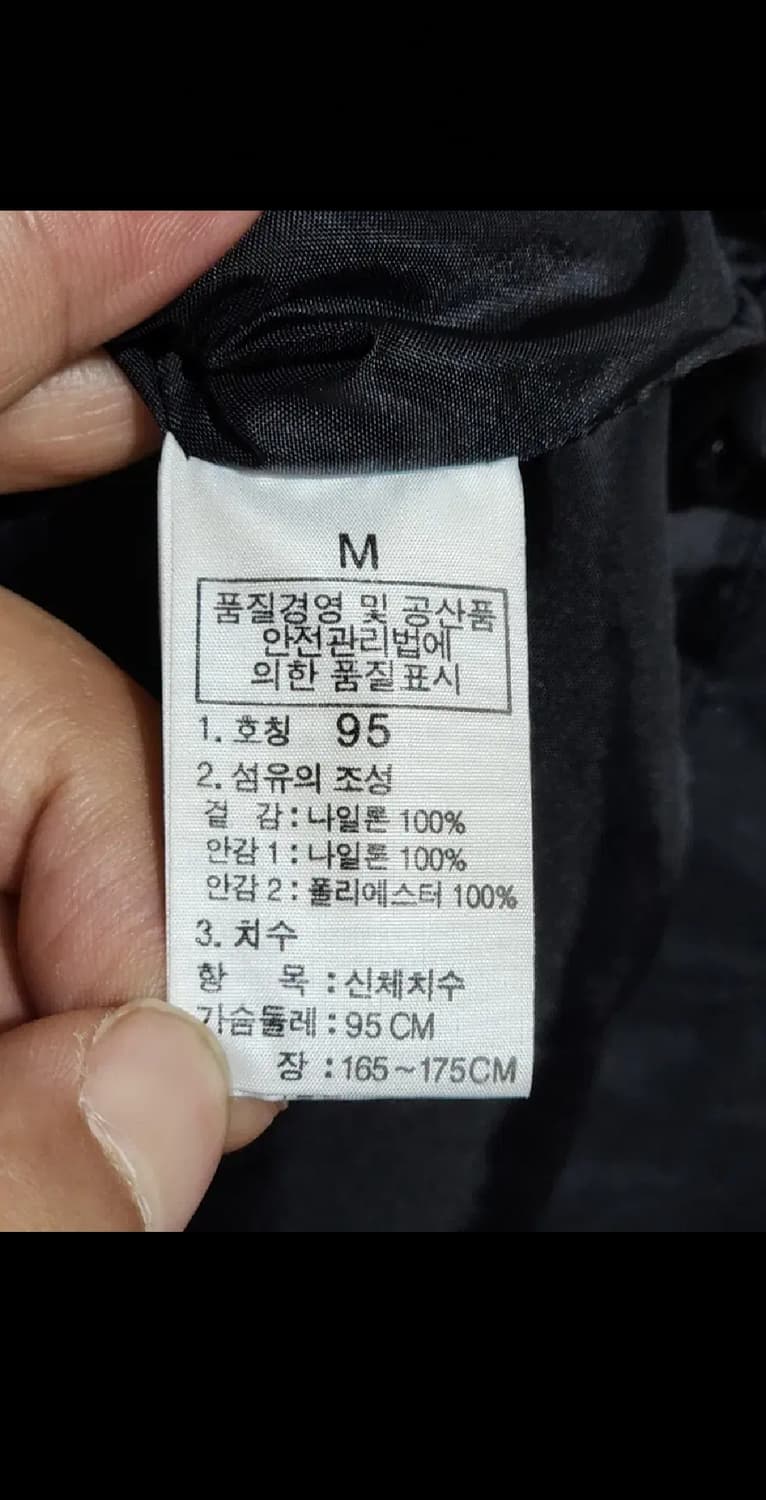 M
품질경영 및 공산품
안전관리법에
의한 품질표시
1. 호칭 95
2. 섬유의 조성
겉 감 : 나일론 100%
안감 1 : 나일론 100%
안감 2 : 폴리에스터 100%
3. 치수
항 목 : 신체치수
가슴둘레 : 95 CM
장 : 165~175CM